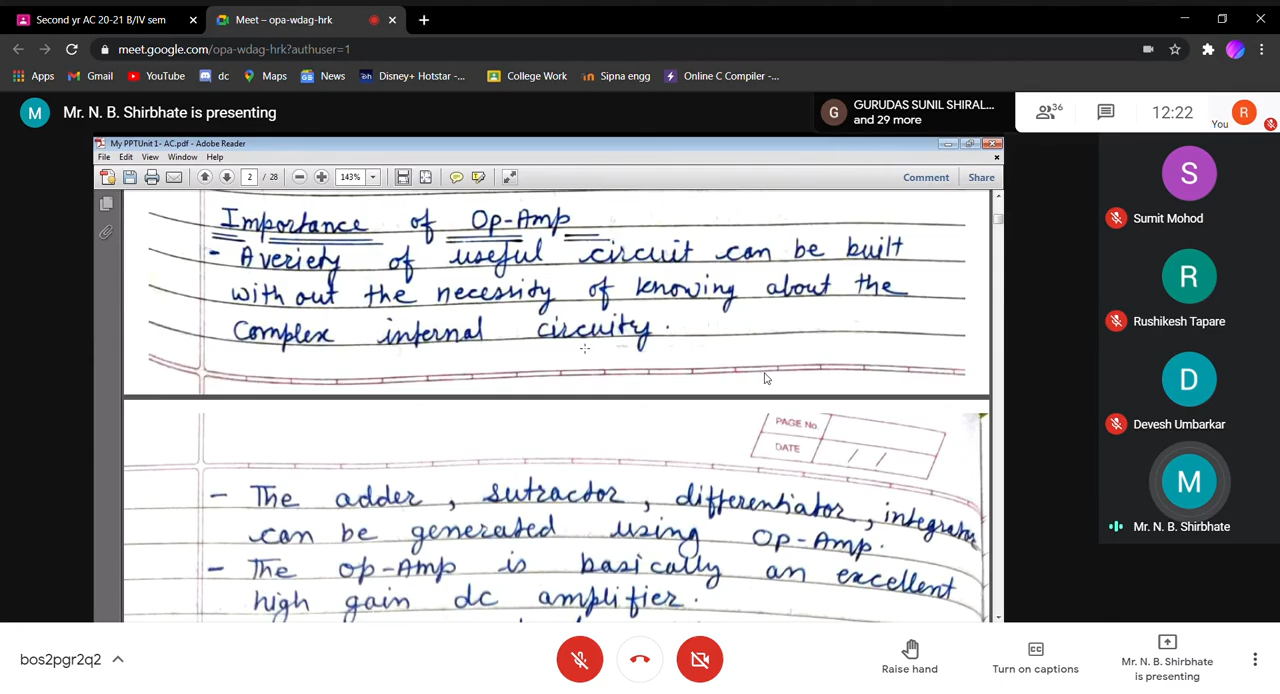 Second yr AC 20-21 B/IV sem
Meet – opa-wdag-hrk
meet.google.com/opa-wdag-hrk?authuser=1
Apps
Gmail
YouTube
dc
Maps
News
Disney+ Hotstar -...
College Work
Sipna engg
Online C Compiler -...
M
Mr. N. B. Shirbhate is presenting
G
GURUDAS SUNIL SHIRAL...
and 29 more
36
12:22
You
R
My PPTUnit 1- AC.pdf - Adobe Reader
File Edit View Window Help
2 / 28
143%
Comment
Share
Importance of Op-Amp
- A veriety of useful circuit can be built
with out the necessity of knowing about the
complex internal circuity.
PAGE No.
DATE / /
- The adder, sutractor, differentiator, integrator
can be generated using Op-Amp.
- The op-Amp is basically an excellent
high gain dc amplifier.
S
Sumit Mohod
R
Rushikesh Tapare
D
Devesh Umbarkar
M
Mr. N. B. Shirbhate
bos2pgr2q2
Raise hand
Turn on captions
Mr. N. B. Shirbhate
is presenting